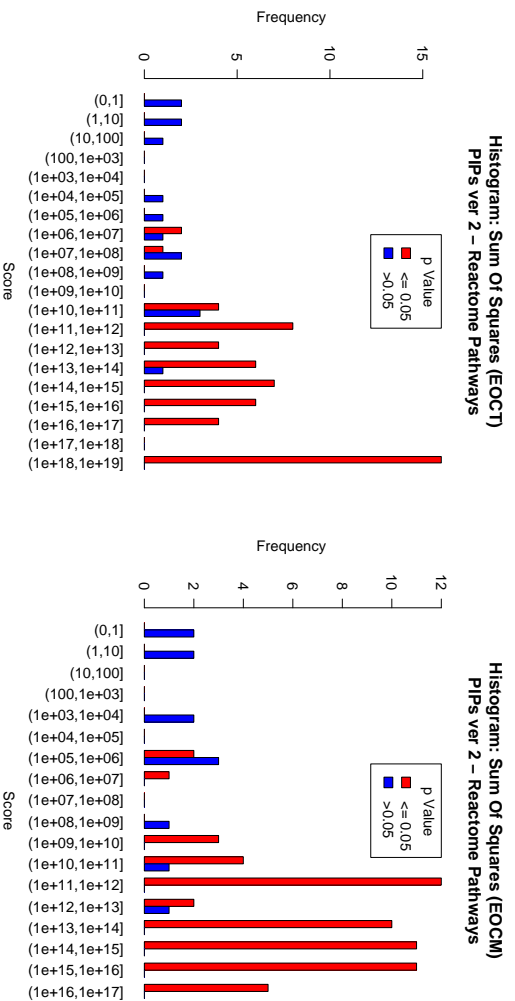 Histogram: Sum Of Squares (EOCT)
PIPs ver 2 – Reactome Pathways
Frequency
0
5
10
15
p Value
<= 0.05
>0.05
(0,1]
(1,10]
(10,100]
(100,1e+03]
(1e+03,1e+04]
(1e+04,1e+05]
(1e+05,1e+06]
(1e+06,1e+07]
(1e+07,1e+08]
(1e+08,1e+09]
(1e+09,1e+10]
(1e+10,1e+11]
(1e+11,1e+12]
(1e+12,1e+13]
(1e+13,1e+14]
(1e+14,1e+15]
(1e+15,1e+16]
(1e+16,1e+17]
(1e+17,1e+18]
(1e+18,1e+19]
Score
Histogram: Sum Of Squares (EOCM)
PIPs ver 2 – Reactome Pathways
Frequency
0
2
4
6
8
10
12
p Value
<= 0.05
>0.05
(0,1]
(1,10]
(10,100]
(100,1e+03]
(1e+03,1e+04]
(1e+04,1e+05]
(1e+05,1e+06]
(1e+06,1e+07]
(1e+07,1e+08]
(1e+08,1e+09]
(1e+09,1e+10]
(1e+10,1e+11]
(1e+11,1e+12]
(1e+12,1e+13]
(1e+13,1e+14]
(1e+14,1e+15]
(1e+15,1e+16]
(1e+16,1e+17]
Score